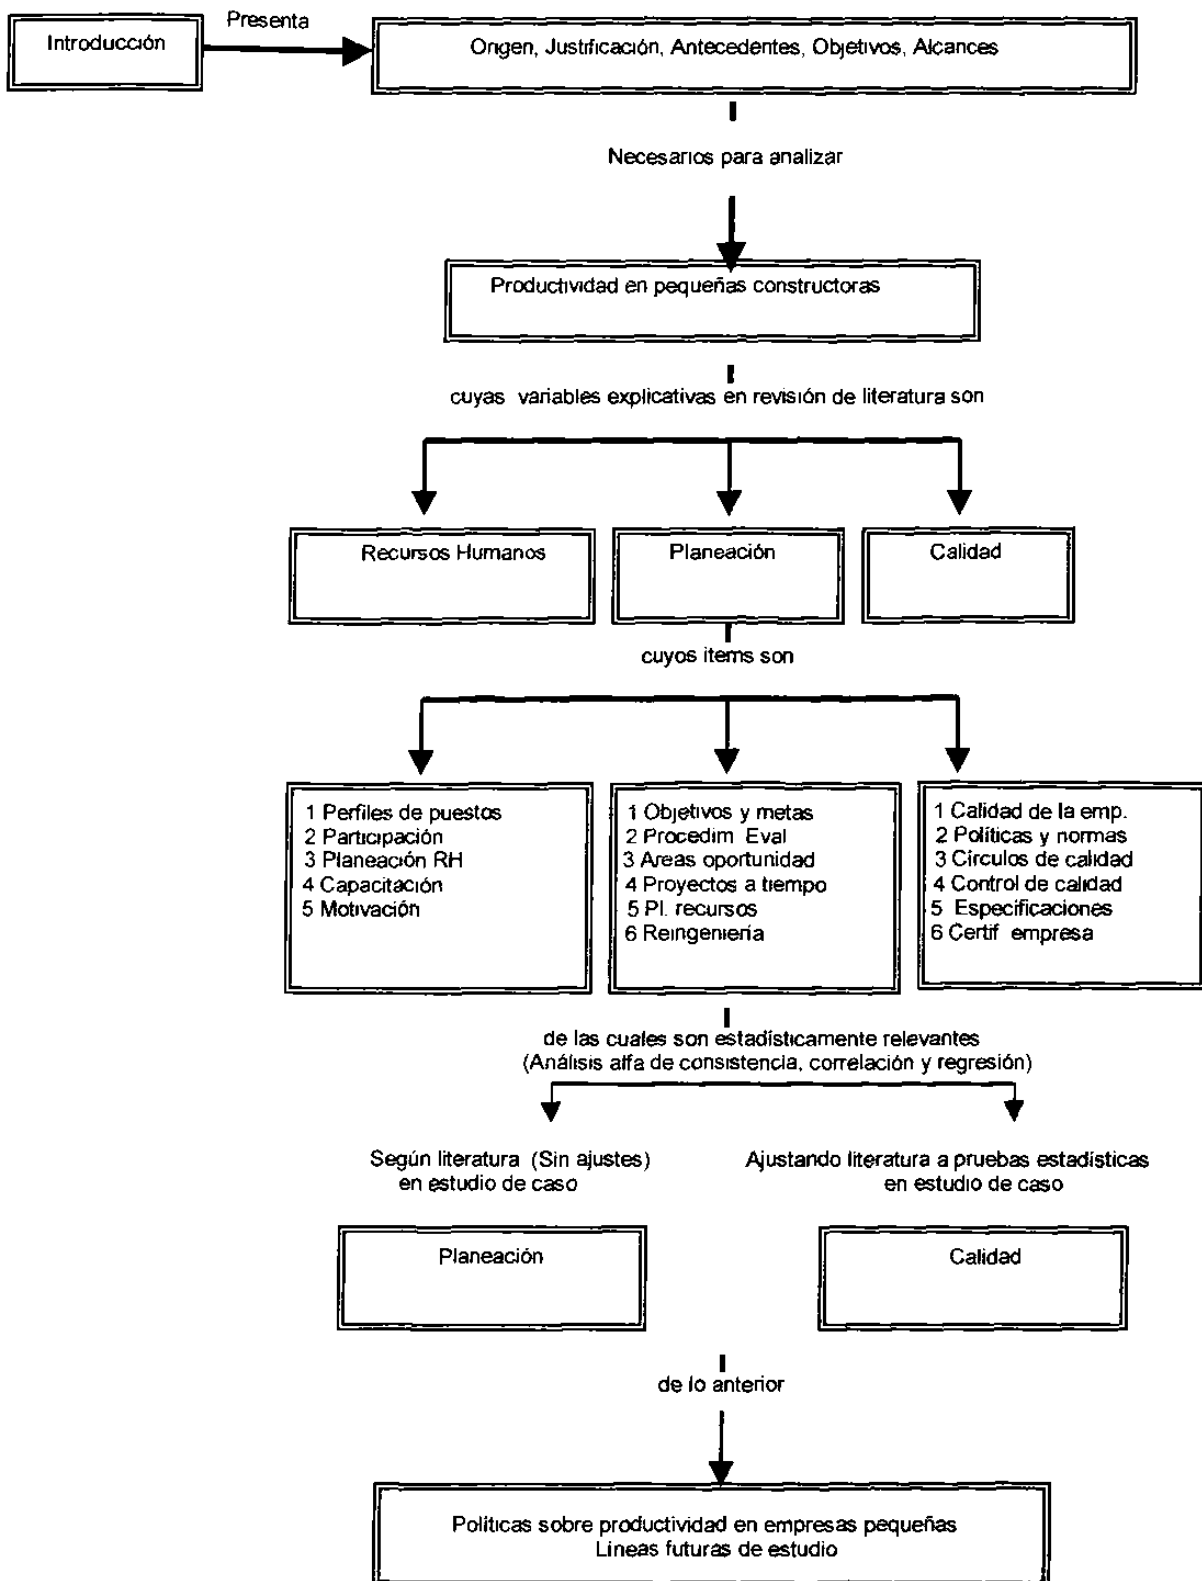 Presenta
Introducción
Origen, Justificación, Antecedentes, Objetivos, Alcances
Necesarios para analizar
Productividad en pequeñas constructoras
cuyas variables explicativas en revisión de literatura son
Recursos Humanos
Planeación
Calidad
cuyos items son
1 Perfiles de puestos
2 Participación
3 Planeación RH
4 Capacitación
5 Motivación
1 Objetivos y metas
2 Procedim Eval
3 Areas oportunidad
4 Proyectos a tiempo
5 Pl. recursos
6 Reingeniería
1 Calidad de la emp.
2 Políticas y normas
3 Círculos de calidad
4 Control de calidad
5 Especificaciones
6 Certif empresa
de las cuales son estadísticamente relevantes
(Análisis alfa de consistencia, correlación y regresión)
Según literatura (Sin ajustes)
en estudio de caso
Ajustando literatura a pruebas estadísticas
en estudio de caso
Planeación
Calidad
de lo anterior
Políticas sobre productividad en empresas pequeñas
Líneas futuras de estudio